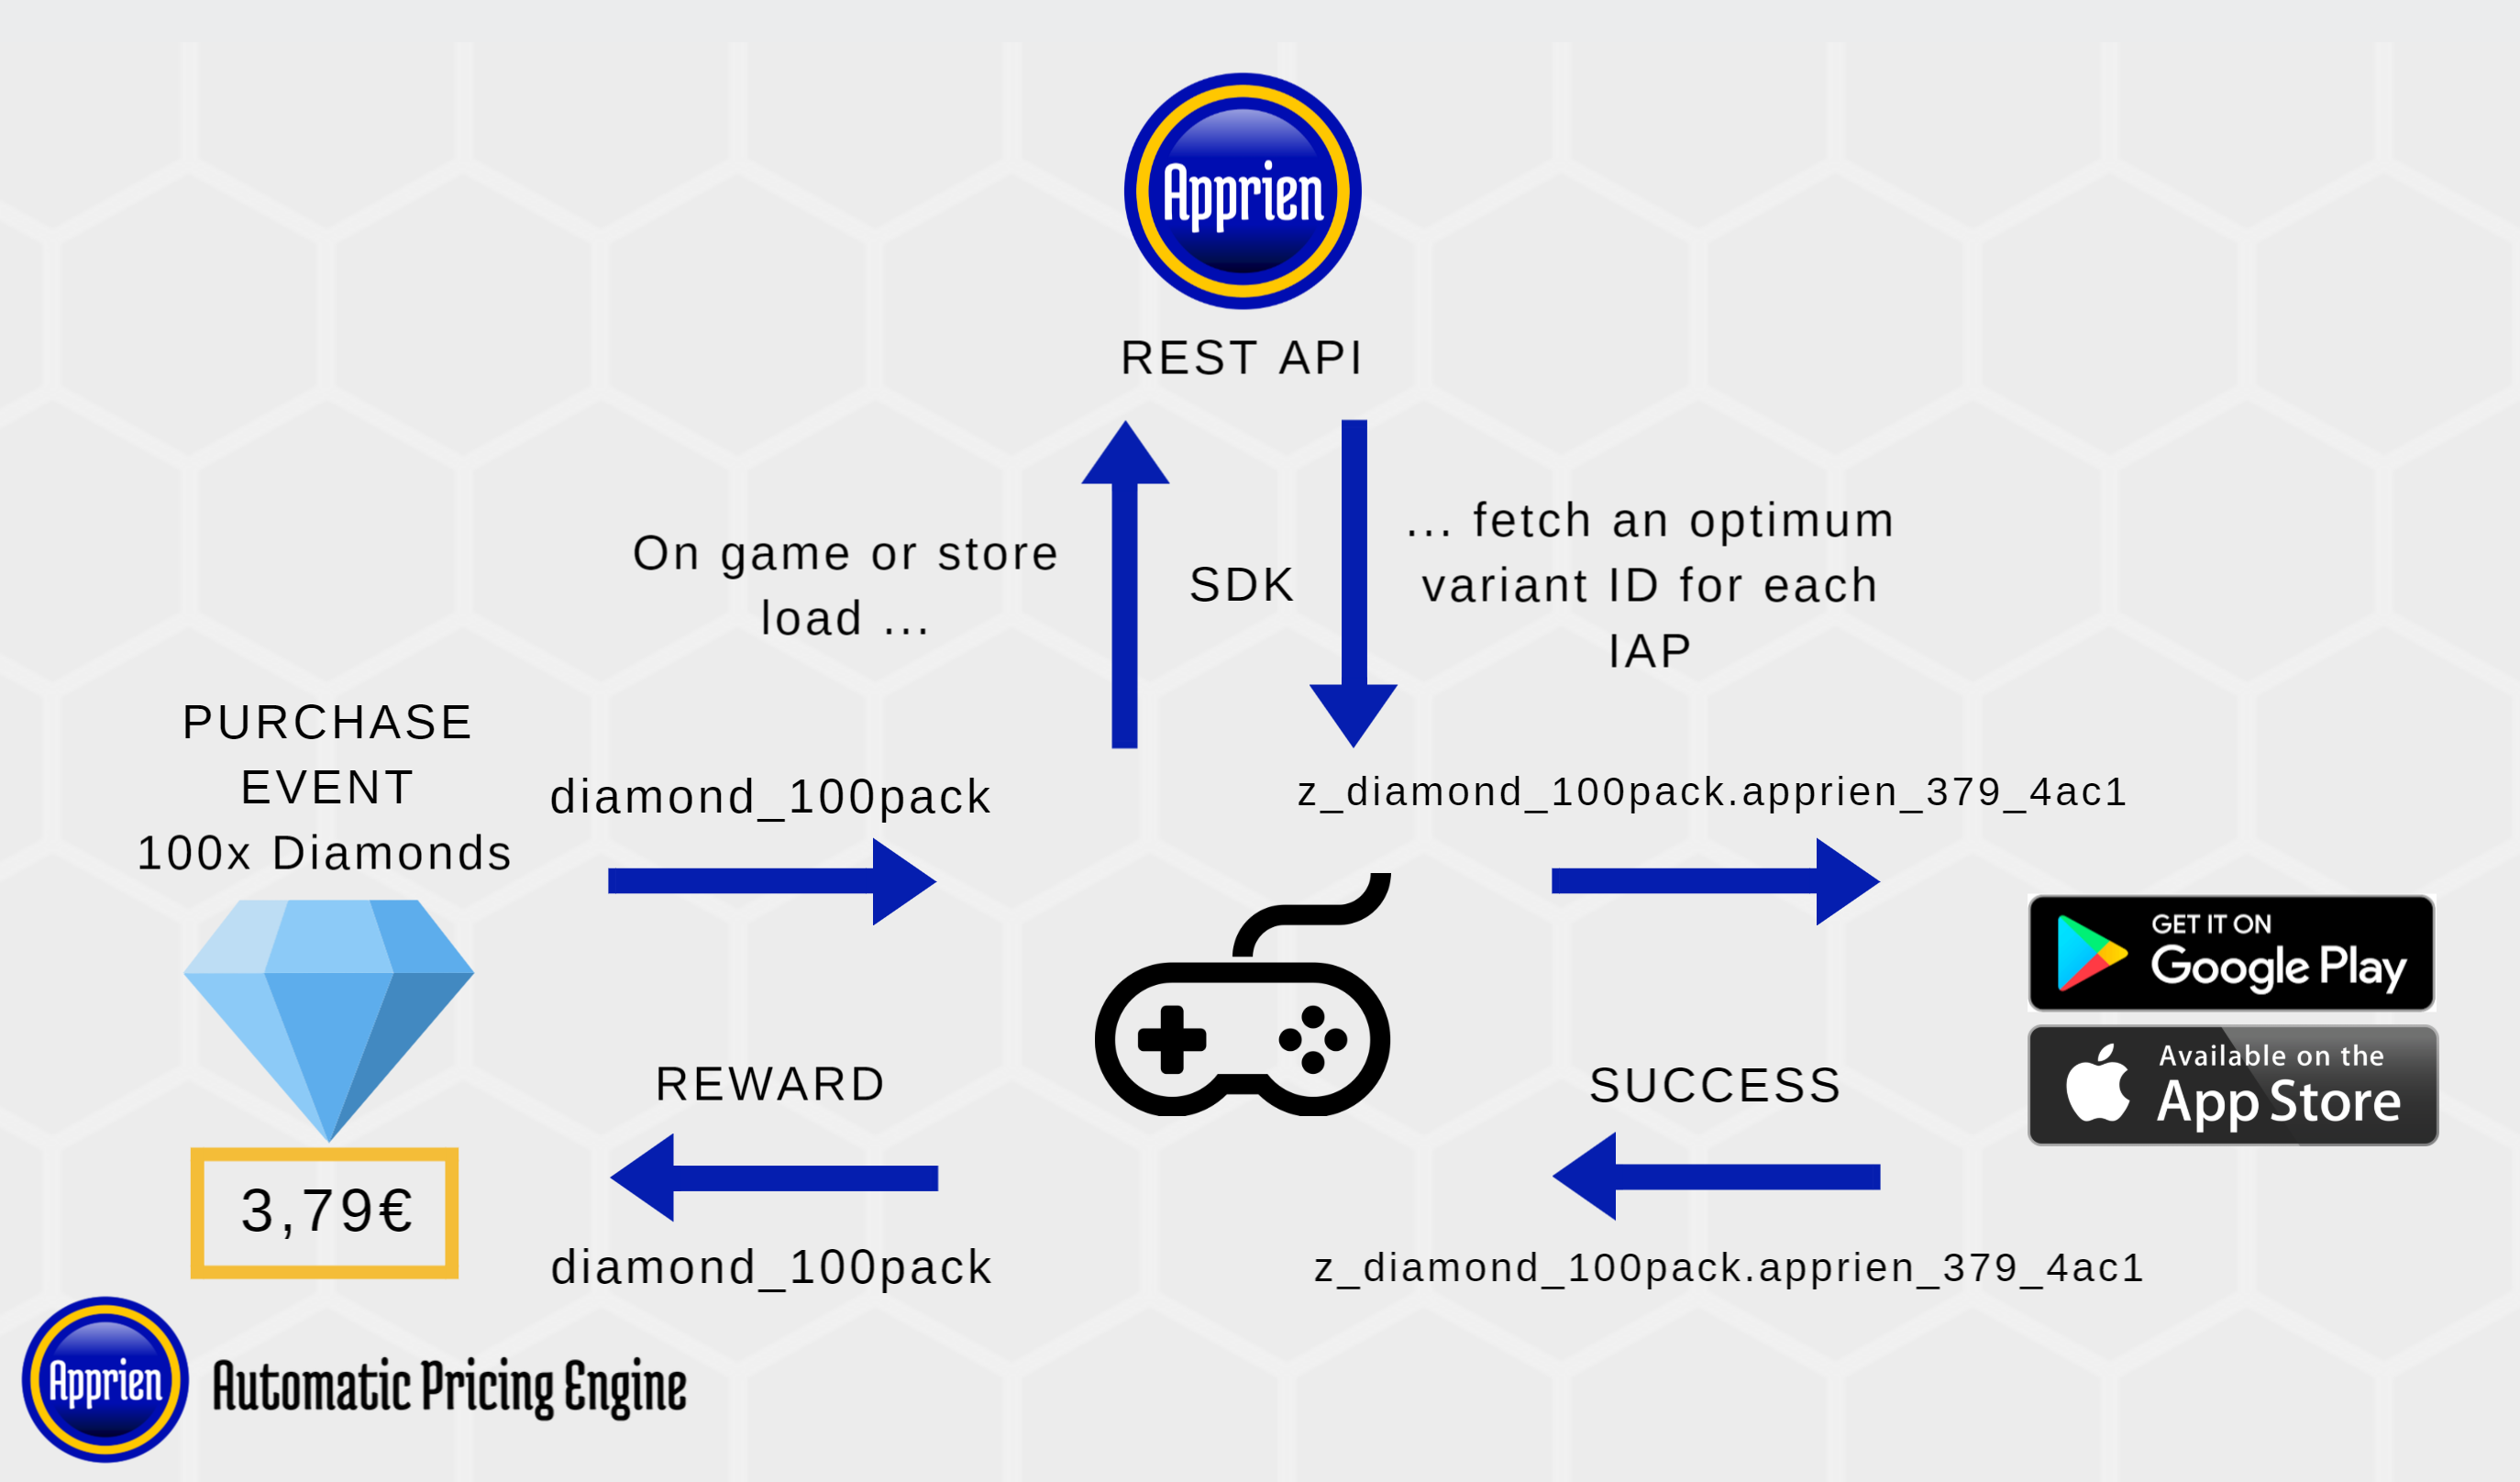 Apprien
REST API
On game or store
load ...
SDK
... fetch an optimum
variant ID for each
IAP
PURCHASE
EVENT
100x Diamonds
diamond_100pack
z_diamond_100pack.apprien_379_4ac1
GET IT ON
Google Play
Available on the
App Store
REWARD
SUCCESS
3,79€
diamond_100pack
z_diamond_100pack.apprien_379_4ac1
Apprien
Automatic Pricing Engine